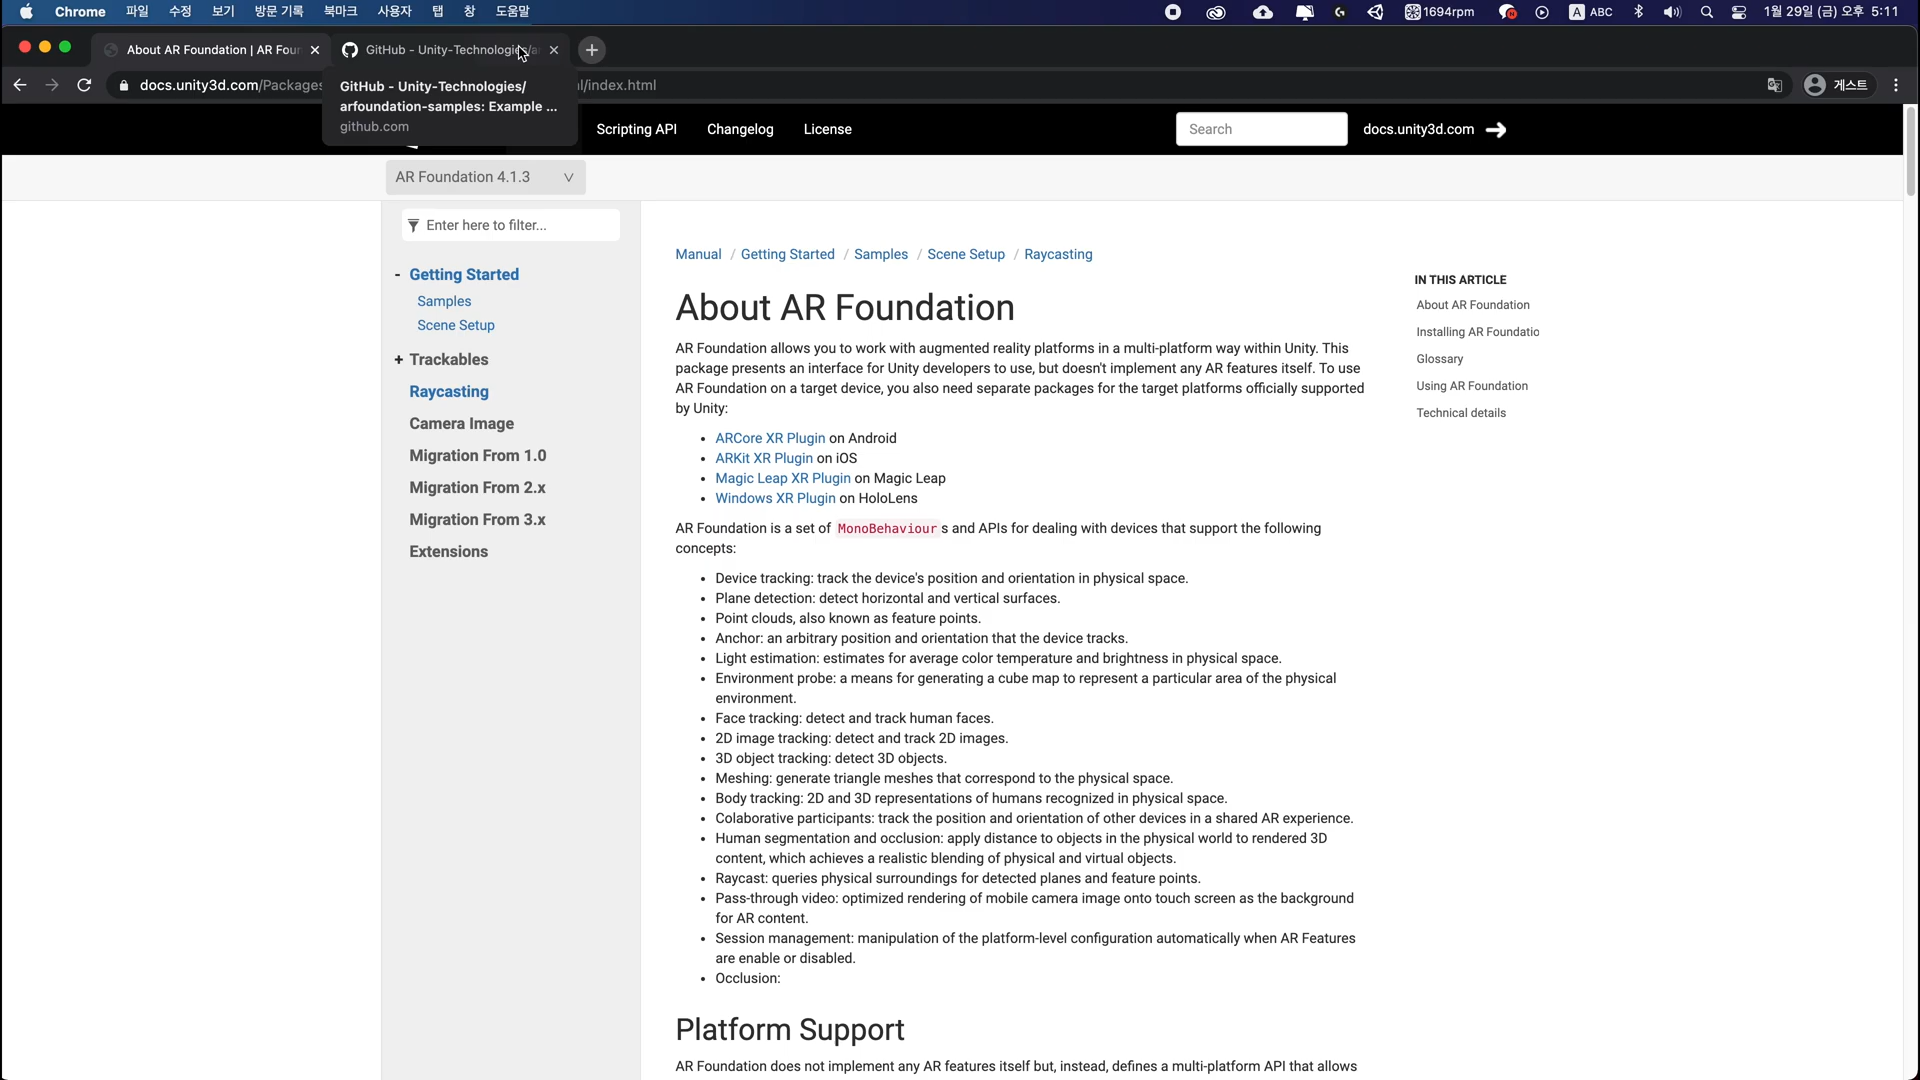 Chrome 파일 수정 보기 방문 기록 북마크 사용자 탭 창 도움말 1694rpm A ABC 1월 29일 (금) 오후 5:11
About AR Foundation | AR Foun GitHub - Unity-Technologies/a
docs.unity3d.com/Packages l/index.html 게스트
GitHub - Unity-Technologies/
arfoundation-samples: Example ...
github.com
Scripting API Changelog License Search docs.unity3d.com
AR Foundation 4.1.3
Enter here to filter...
- Getting Started
Samples
Scene Setup
+ Trackables
Raycasting
Camera Image
Migration From 1.0
Migration From 2.x
Migration From 3.x
Extensions
Manual / Getting Started / Samples / Scene Setup / Raycasting
About AR Foundation
AR Foundation allows you to work with augmented reality platforms in a multi-platform way within Unity. This
package presents an interface for Unity developers to use, but doesn't implement any AR features itself. To use
AR Foundation on a target device, you also need separate packages for the target platforms officially supported
by Unity:
• ARCore XR Plugin on Android
• ARKit XR Plugin on iOS
• Magic Leap XR Plugin on Magic Leap
• Windows XR Plugin on HoloLens
AR Foundation is a set of MonoBehaviour s and APIs for dealing with devices that support the following
concepts:
• Device tracking: track the device's position and orientation in physical space.
• Plane detection: detect horizontal and vertical surfaces.
• Point clouds, also known as feature points.
• Anchor: an arbitrary position and orientation that the device tracks.
• Light estimation: estimates for average color temperature and brightness in physical space.
• Environment probe: a means for generating a cube map to represent a particular area of the physical
environment.
• Face tracking: detect and track human faces.
• 2D image tracking: detect and track 2D images.
• 3D object tracking: detect 3D objects.
• Meshing: generate triangle meshes that correspond to the physical space.
• Body tracking: 2D and 3D representations of humans recognized in physical space.
• Colaborative participants: track the position and orientation of other devices in a shared AR experience.
• Human segmentation and occlusion: apply distance to objects in the physical world to rendered 3D
content, which achieves a realistic blending of physical and virtual objects.
• Raycast: queries physical surroundings for detected planes and feature points.
• Pass-through video: optimized rendering of mobile camera image onto touch screen as the background
for AR content.
• Session management: manipulation of the platform-level configuration automatically when AR Features
are enable or disabled.
• Occlusion:
Platform Support
AR Foundation does not implement any AR features itself but, instead, defines a multi-platform API that allows
IN THIS ARTICLE
About AR Foundation
Installing AR Foundatio
Glossary
Using AR Foundation
Technical details